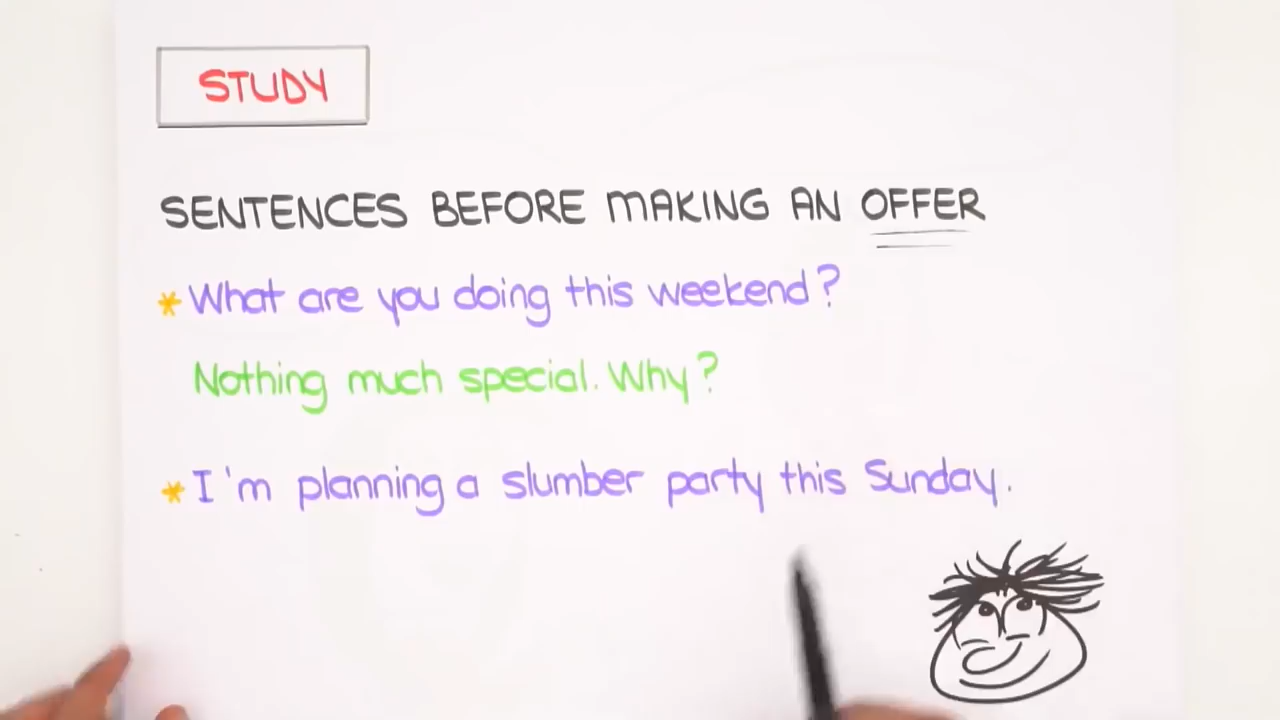 STUDY
SENTENCES BEFORE MAKING AN OFFER
* What are you doing this weekend?
Nothing much special. Why?
* I'm planning a slumber party this Sunday.